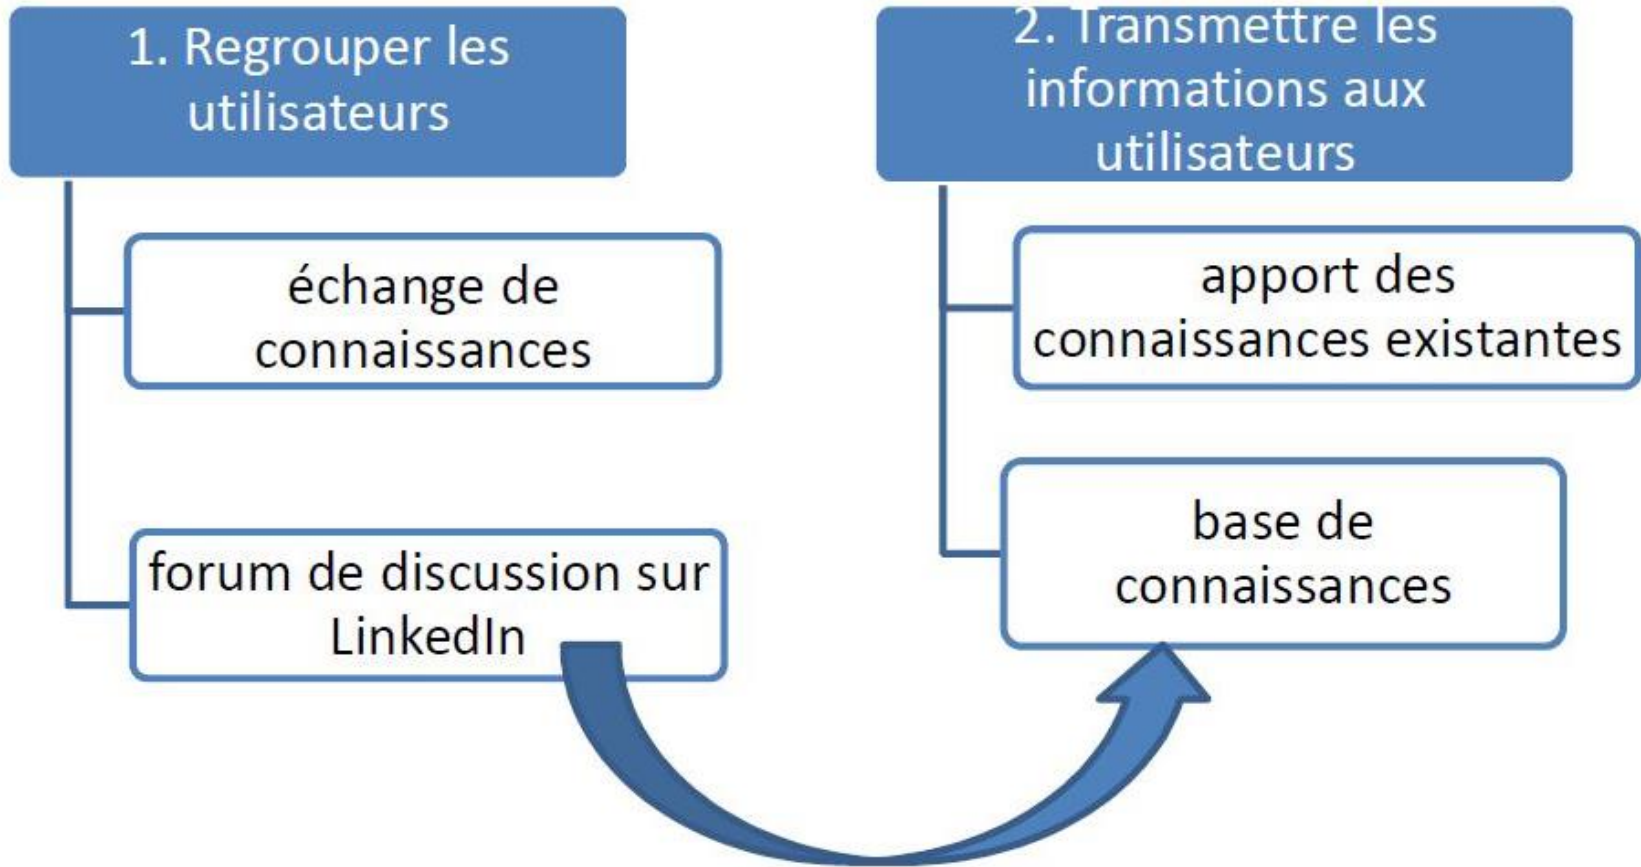 1. Regrouper les
utilisateurs
échange de
connaissances
forum de discussion sur
LinkedIn
2. Transmettre les
informations aux
utilisateurs
apport des
connaissances existantes
base de
connaissances